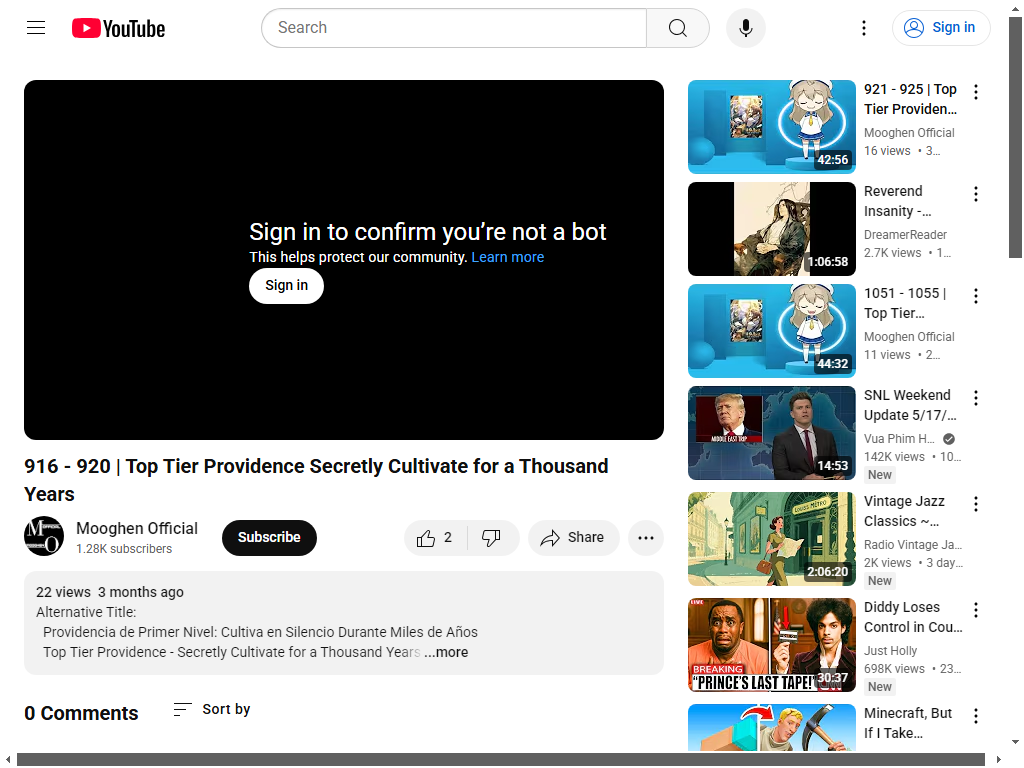 YouTube
Search
Sign in
Sign in to confirm you’re not a bot
This helps protect our community. Learn more
Sign in
916 - 920 | Top Tier Providence Secretly Cultivate for a Thousand
Years
Mooghen Official
1.28K subscribers
Subscribe
2
Share
22 views 3 months ago
Alternative Title:
Providencia de Primer Nivel: Cultiva en Silencio Durante Miles de Años
Top Tier Providence - Secretly Cultivate for a Thousand Years ...more
0 Comments
Sort by
42:56
921 - 925 | Top
Tier Providen...
Mooghen Official
16 views • 3...
1:06:58
Reverend
Insanity -...
DreamerReader
2.7K views • 1...
44:32
1051 - 1055 |
Top Tier...
Mooghen Official
11 views • 2...
MIDDLE EAST TRIP
14:53
SNL Weekend
Update 5/17/...
Vua Phim H...
142K views • 10...
New
2:06:20
Vintage Jazz
Classics ~...
Radio Vintage Ja...
2K views • 3 day...
New
LIVE
BREAKING
"PRINCE'S LAST TAPE!"
30:37
Diddy Loses
Control in Cou...
Just Holly
698K views • 23...
New
Minecraft, But
If I Take...